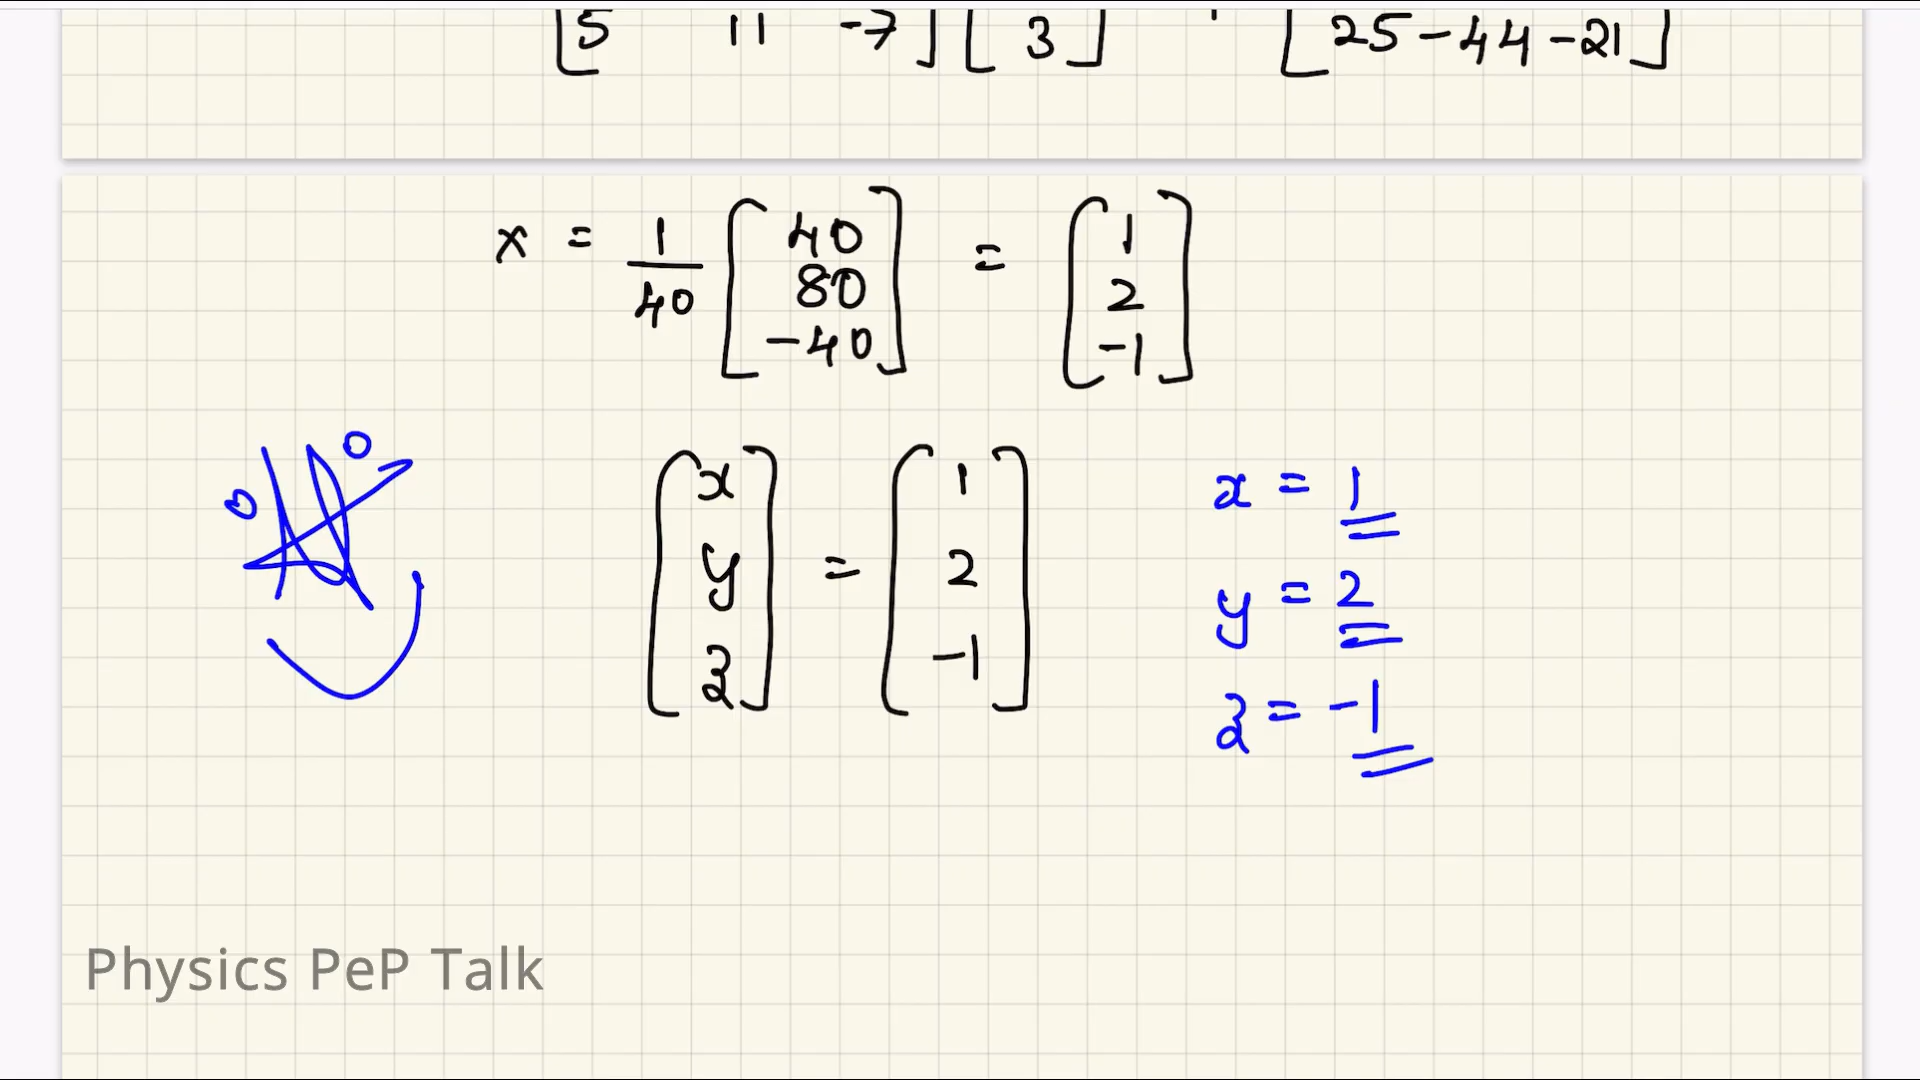 [5 11 -7] [3] [25 - 44 - 21]
x = 1/40 [40 80 -40] = [1 2 -1]
[x y z] = [1 2 -1]
x = 1
y = 2
z = -1
Physics PeP Talk